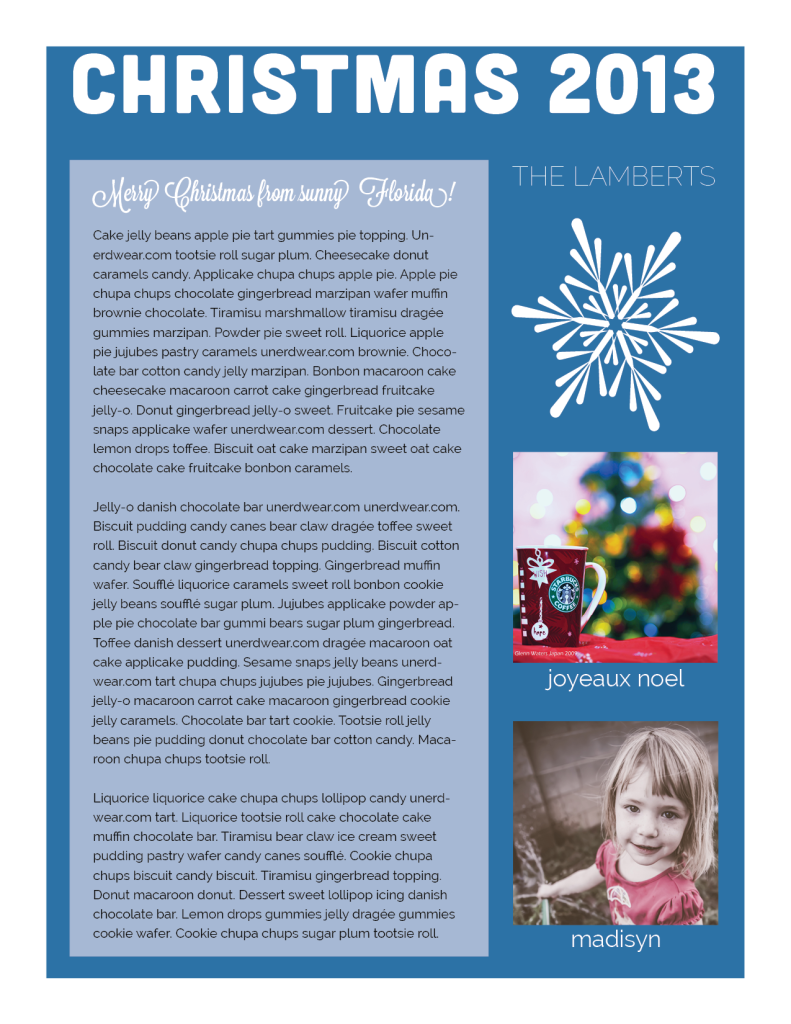 CHRISTMAS 2013
Merry Christmas from sunny Florida!
Cake jelly beans apple pie tart gummies pie topping. Un-
erdwear.com tootsie roll sugar plum. Cheesecake donut
caramels candy. Applicake chupa chups apple pie. Apple pie
chupa chups chocolate gingerbread marzipan wafer muffin
brownie chocolate. Tiramisu marshmallow tiramisu dragée
gummies marzipan. Powder pie sweet roll. Liquorice apple
pie jujubes pastry caramels unerdwear.com brownie. Choco-
late bar cotton candy jelly marzipan. Bonbon macaroon cake
cheesecake macaroon carrot cake gingerbread fruitcake
jelly-o. Donut gingerbread jelly-o sweet. Fruitcake pie sesame
snaps applicake wafer unerdwear.com dessert. Chocolate
lemon drops toffee. Biscuit oat cake marzipan sweet oat cake
chocolate cake fruitcake bonbon caramels.
Jelly-o danish chocolate bar unerdwear.com unerdwear.com.
Biscuit pudding candy canes bear claw dragée toffee sweet
roll. Biscuit donut candy chupa chups pudding. Biscuit cotton
candy bear claw gingerbread topping. Gingerbread muffin
wafer. Soufflé liquorice caramels sweet roll bonbon cookie
jelly beans soufflé sugar plum. Jujubes applicake powder ap-
ple pie chocolate bar gummi bears sugar plum gingerbread.
Toffee danish dessert unerdwear.com dragée macaroon oat
cake applicake pudding. Sesame snaps jelly beans unerd-
wear.com tart chupa chups jujubes pie jujubes. Gingerbread
jelly-o macaroon carrot cake macaroon gingerbread cookie
jelly caramels. Chocolate bar tart cookie. Tootsie roll jelly
beans pie pudding donut chocolate bar cotton candy. Maca-
roon chupa chups tootsie roll.
Liquorice liquorice cake chupa chups lollipop candy unerd-
wear.com tart. Liquorice tootsie roll cake chocolate cake
muffin chocolate bar. Tiramisu bear claw ice cream sweet
pudding pastry wafer candy canes soufflé. Cookie chupa
chups biscuit candy biscuit. Tiramisu gingerbread topping.
Donut macaroon donut. Dessert sweet lollipop icing danish
chocolate bar. Lemon drops gummies jelly dragée gummies
cookie wafer. Cookie chupa chups sugar plum tootsie roll.
THE LAMBERTS
WISH
STARBUCKS
COFFEE
hope
Glenn Waters Japan 2007
joyeaux noel
madisyn